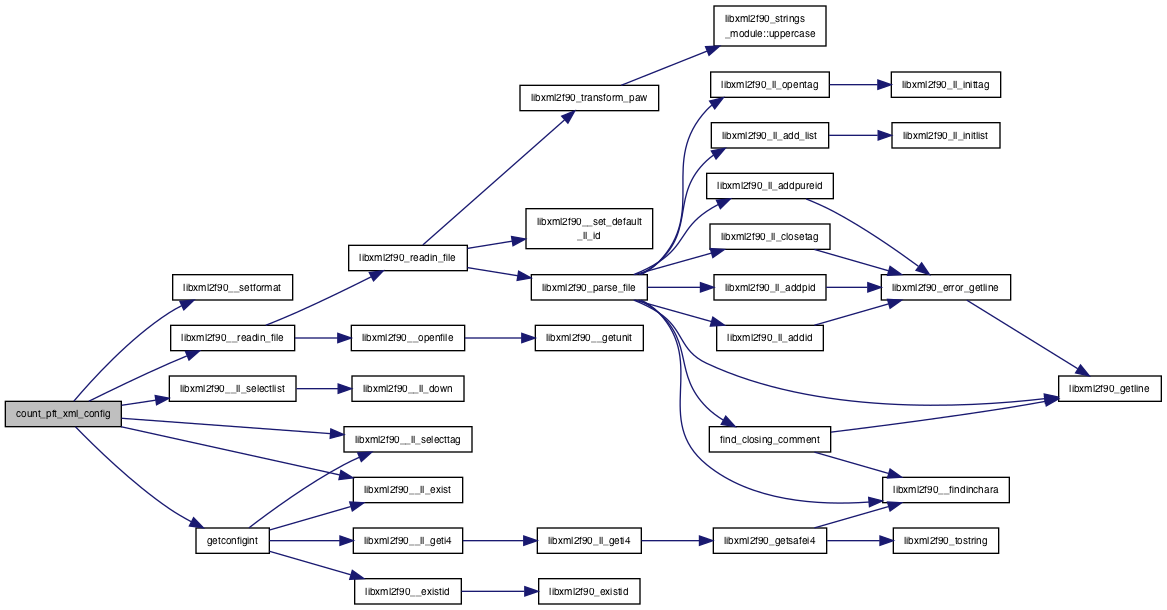 libxml2f90_strings
_module::uppercase
libxml2f90_ll_opentag
libxml2f90_ll_inittag
libxml2f90_transform_paw
libxml2f90_ll_add_list
libxml2f90_ll_initlist
libxml2f90_ll_addpureid
libxml2f90__set_default
_ll_id
libxml2f90_ll_closetag
libxml2f90_readin_file
libxml2f90__setformat
libxml2f90_parse_file
libxml2f90_ll_addpid
libxml2f90_error_getline
libxml2f90__readin_file
libxml2f90__openfile
libxml2f90__getunit
libxml2f90_ll_addid
libxml2f90__ll_selectlist
libxml2f90__ll_down
libxml2f90_getline
count_pft_xml_config
libxml2f90__ll_selecttag
find_closing_comment
libxml2f90__ll_exist
libxml2f90__findinchara
getconfigint
libxml2f90__ll_geti4
libxml2f90_ll_geti4
libxml2f90_getsafei4
libxml2f90_tostring
libxml2f90__existid
libxml2f90_existid